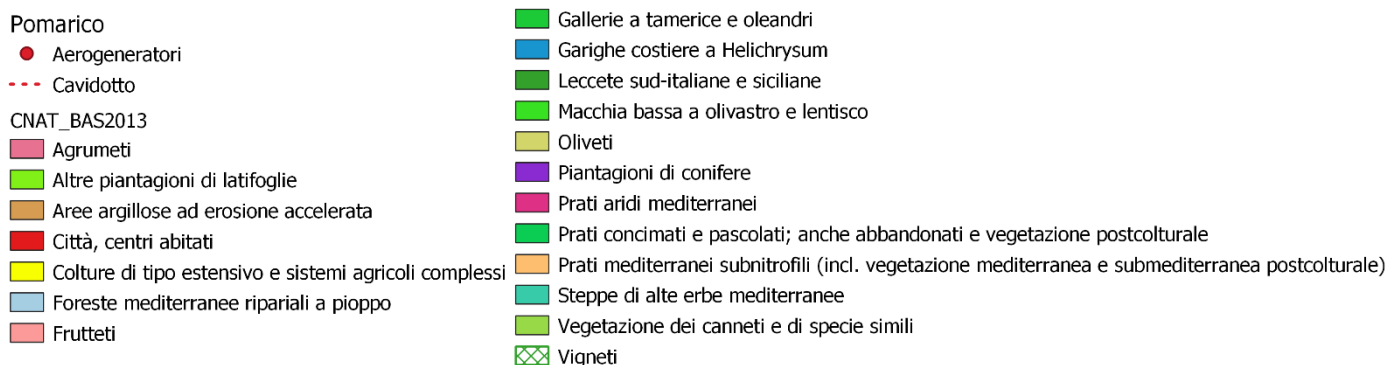 Pomarico
Aerogeneratori
Cavidotto
CNAT_BAS2013
Agrumeti
Altre piantagioni di latifoglie
Aree argillose ad erosione accelerata
Città, centri abitati
Colture di tipo estensivo e sistemi agricoli complessi
Foreste mediterranee ripariali a pioppo
Frutteti
Gallerie a tamerice e oleandri
Garighe costiere a Helichrysum
Leccete sud-italiane e siciliane
Macchia bassa a olivastro e lentisco
Oliveti
Piantagioni di conifere
Prati aridi mediterranei
Prati concimati e pascolati; anche abbandonati e vegetazione postcolturale
Prati mediterranei subnitrofili (incl. vegetazione mediterranea e submediterranea postcolturale)
Steppe di alte erbe mediterranee
Vegetazione dei canneti e di specie simili
Vigneti